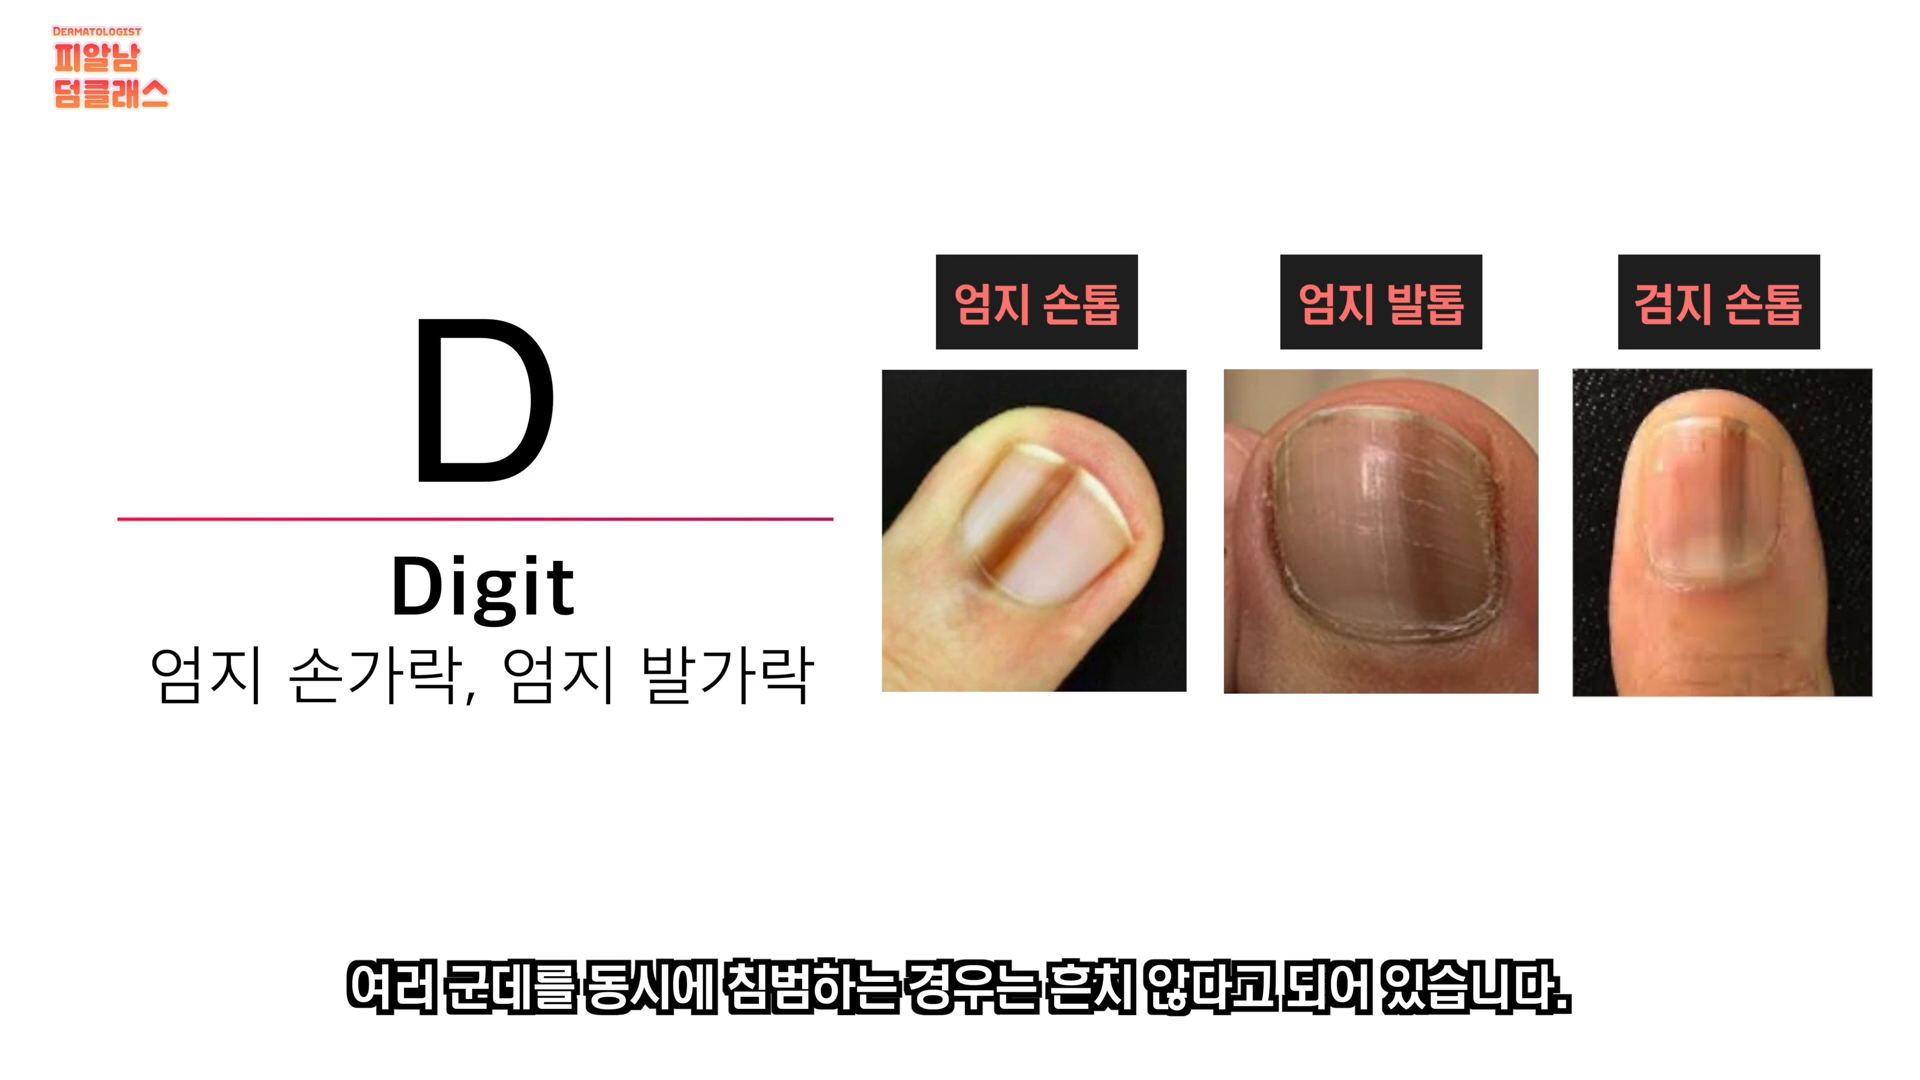 DERMATOLOGIST
피알남
덤클래스
D
Digit
엄지 손가락, 엄지 발가락
엄지 손톱
엄지 발톱
검지 손톱
여러 군데를 동시에 침범하는 경우는 흔치 않다고 되어 있습니다.